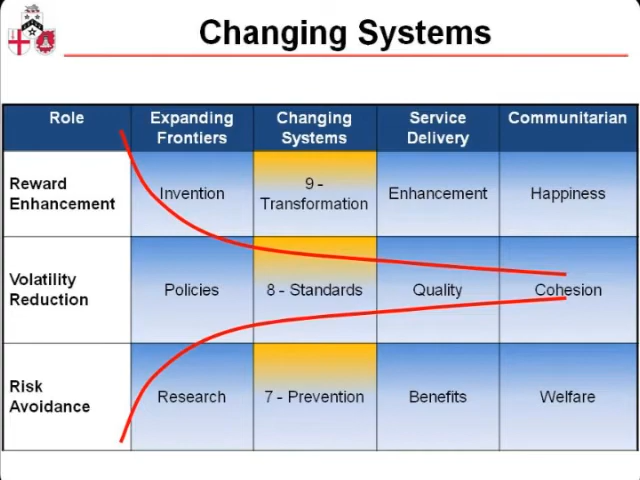 Changing Systems
Role
Expanding
Frontiers
Changing
Systems
Service
Delivery
Communitarian
Reward
Enhancement
Invention
9 -
Transformation
Enhancement
Happiness
Volatility
Reduction
Policies
8 - Standards
Quality
Cohesion
Risk
Avoidance
Research
7 - Prevention
Benefits
Welfare